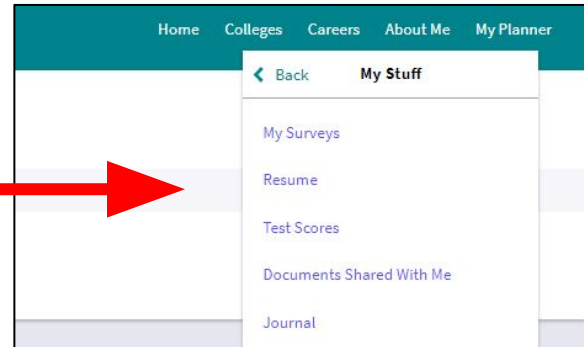 Home Colleges Careers About Me My Planner
Back My Stuff
My Surveys
Resume
Test Scores
Documents Shared With Me
Journal